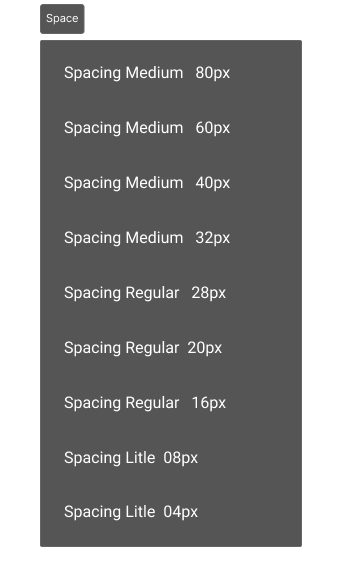 Space
Spacing Medium 80px
Spacing Medium 60px
Spacing Medium 40px
Spacing Medium 32px
Spacing Regular 28px
Spacing Regular 20px
Spacing Regular 16px
Spacing Litle 08px
Spacing Litle 04px